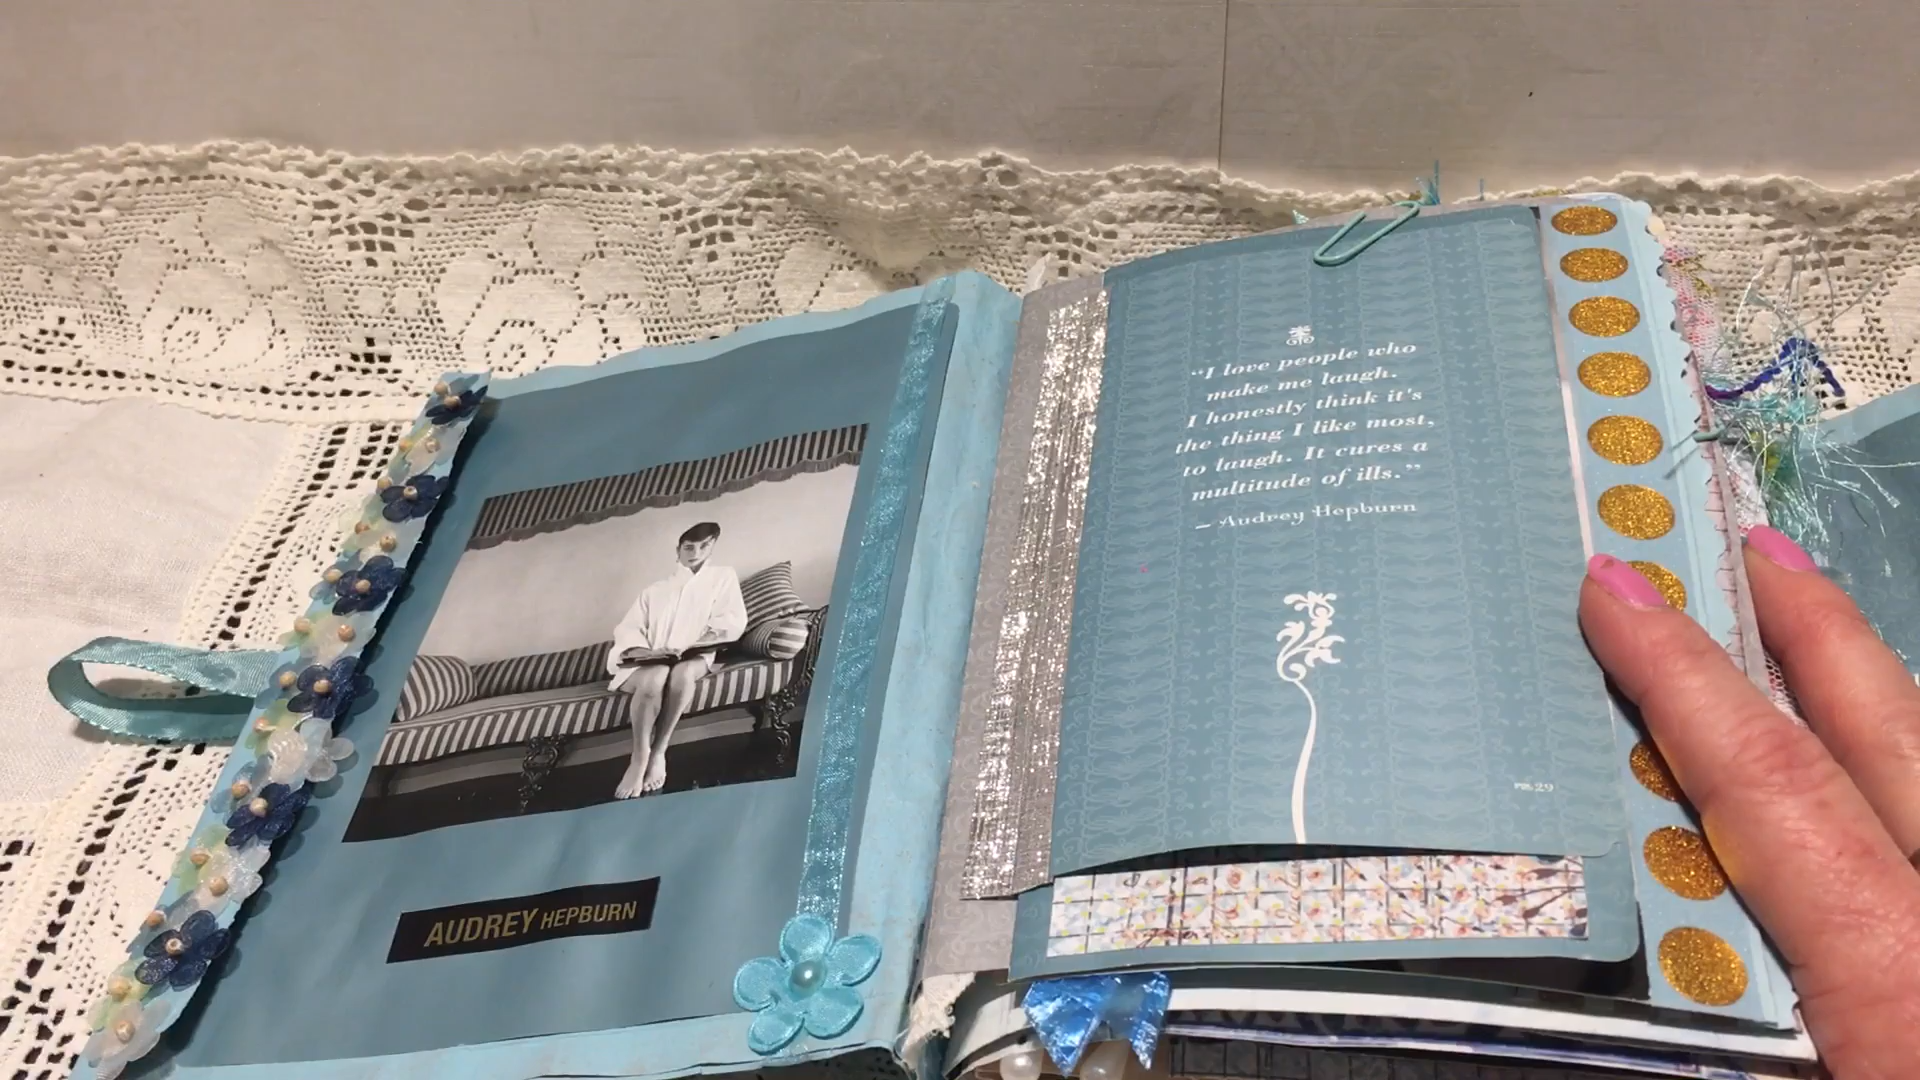 AUDREY HEPBURN
“I love people who
make me laugh.
I honestly think it's
the thing I like most,
to laugh. It cures a
multitude of ills.”
– Audrey Hepburn
29